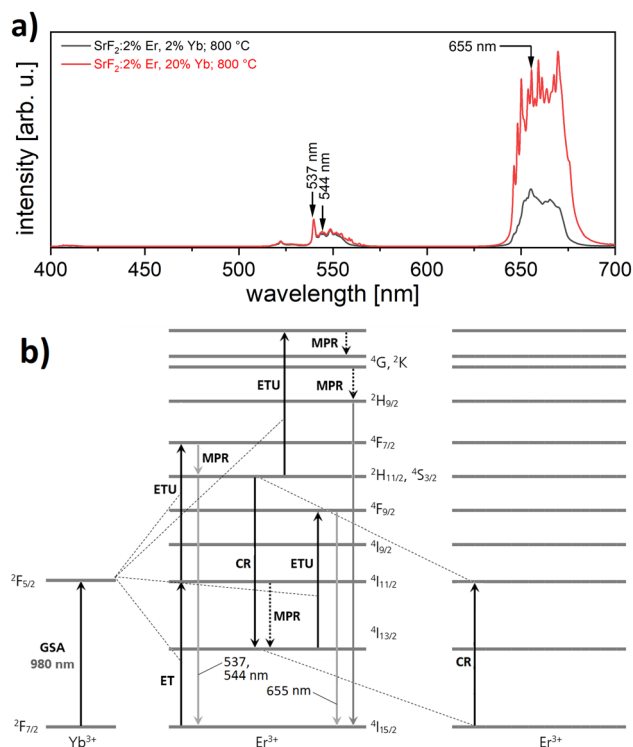 a)
SrF₂:2% Er, 2% Yb; 800 °C
SrF₂:2% Er, 20% Yb; 800 °C
655 nm
537 nm
544 nm
intensity [arb. u.]
400 450 500 550 600 650 700
wavelength [nm]
b)
MPR
⁴G, ²K
ETU
MPR
²H₉/₂
⁴F₇/₂
MPR
²H₁₁/₂, ⁴S₃/₂
ETU
⁴F₉/₂
CR
ETU
⁴I₉/₂
²F₅/₂
⁴I₁₁/₂
MPR
GSA
980 nm
⁴I₁₃/₂
ET
537,
544 nm
655 nm
CR
²F₇/₂
⁴I₁₅/₂
Yb³⁺
Er³⁺
Er³⁺